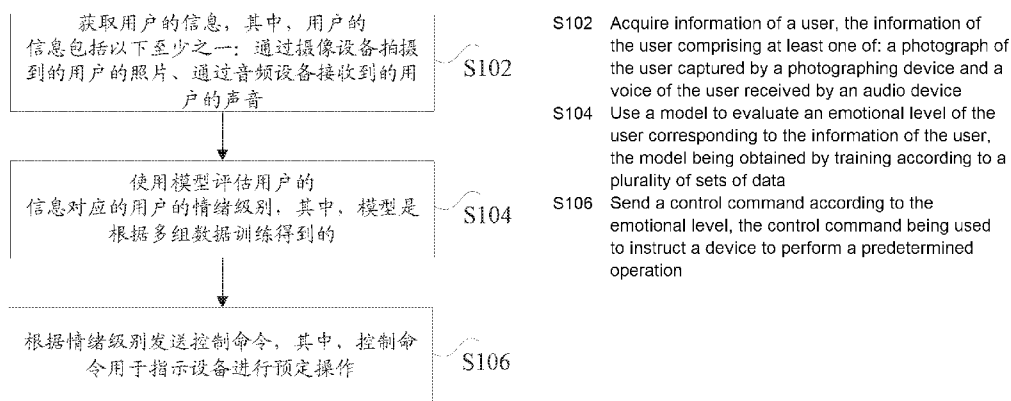 获取用户的信息，其中，用户的
信息包括以下至少之一：通过摄像设备拍摄
到的用户的照片、通过音频设备接收到的用
户的声音
S102
使用模型评估用户的
信息对应的用户的情绪级别，其中，模型是
根据多组数据训练得到的
S104
根据情绪级别发送控制命令，其中，控制命
令用于指示设备进行预定操作
S106
S102 Acquire information of a user, the information of
the user comprising at least one of: a photograph of
the user captured by a photographing device and a
voice of the user received by an audio device
S104 Use a model to evaluate an emotional level of the
user corresponding to the information of the user,
the model being obtained by training according to a
plurality of sets of data
S106 Send a control command according to the
emotional level, the control command being used
to instruct a device to perform a predetermined
operation